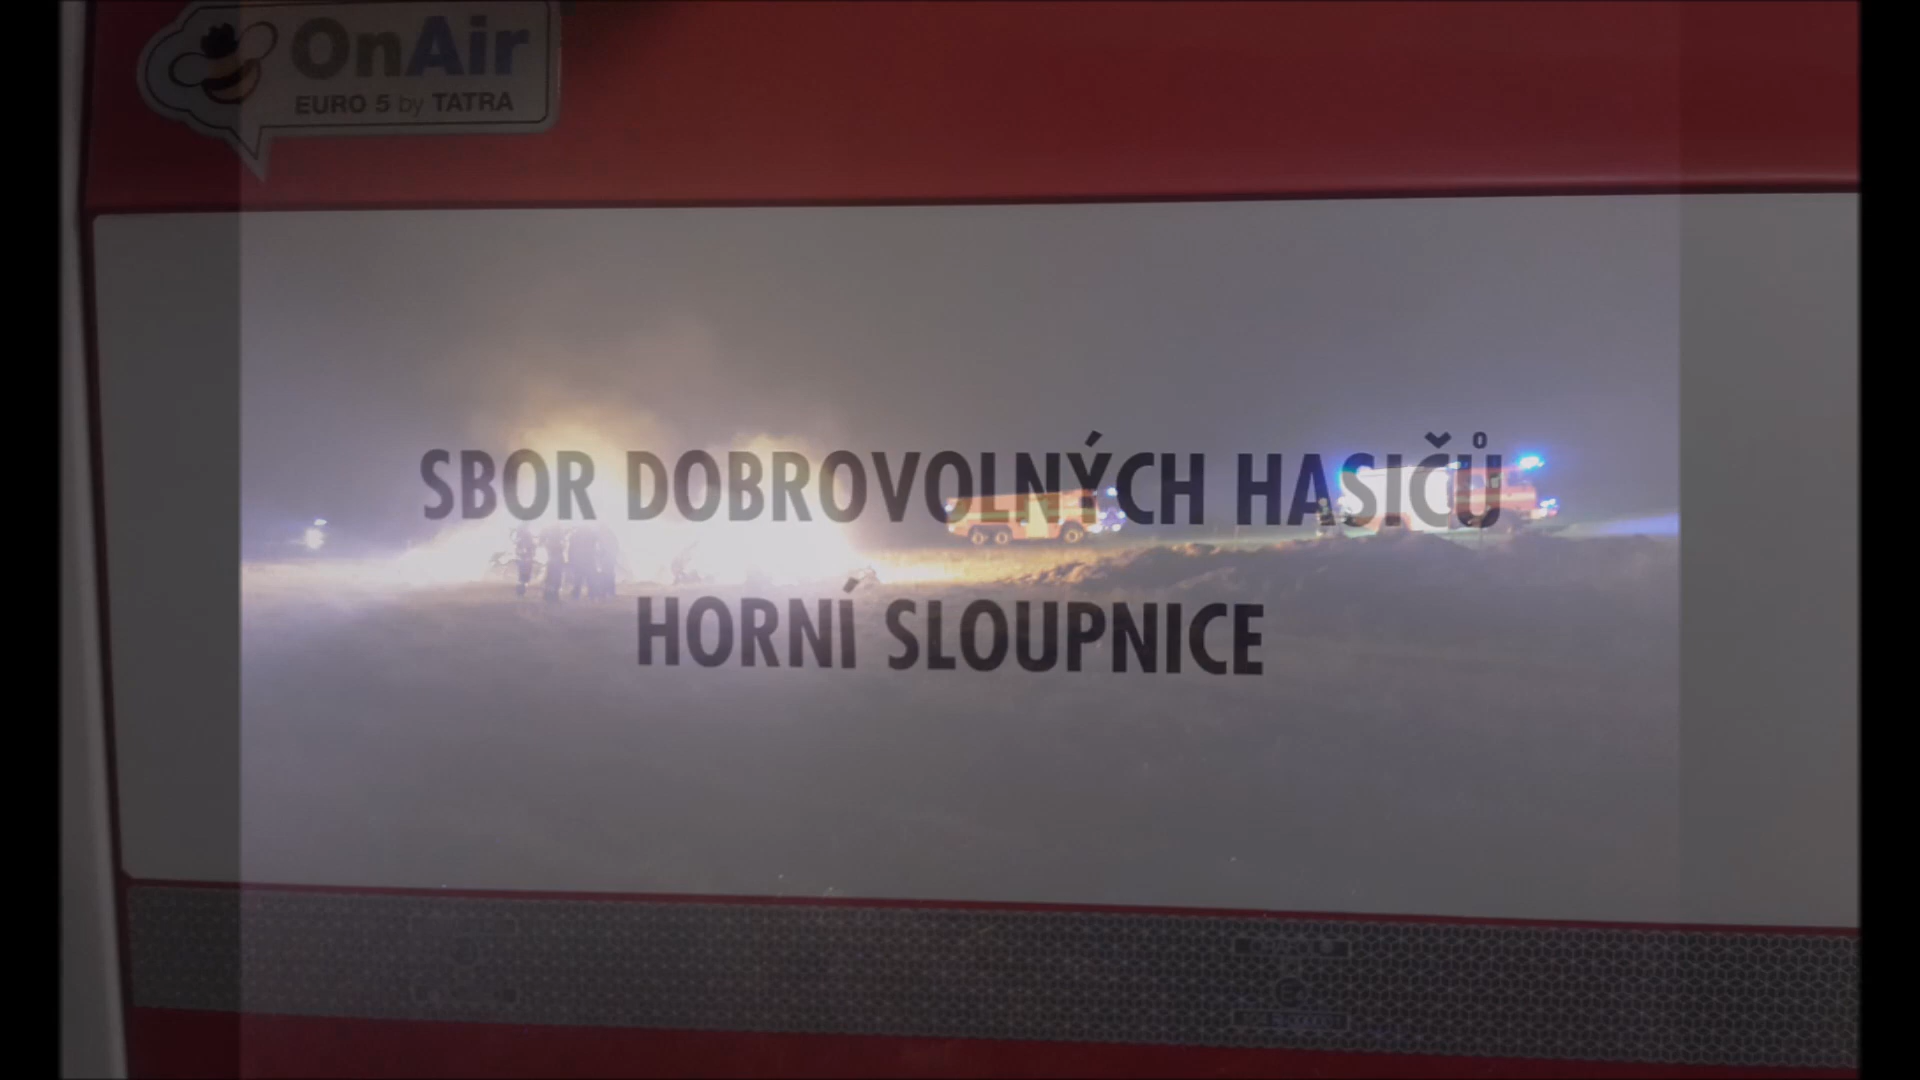 OnAir
EURO 5 by TATRA
SBOR DOBROVOLNÝCH HASIČŮ
HORNÍ SLOUPNICE